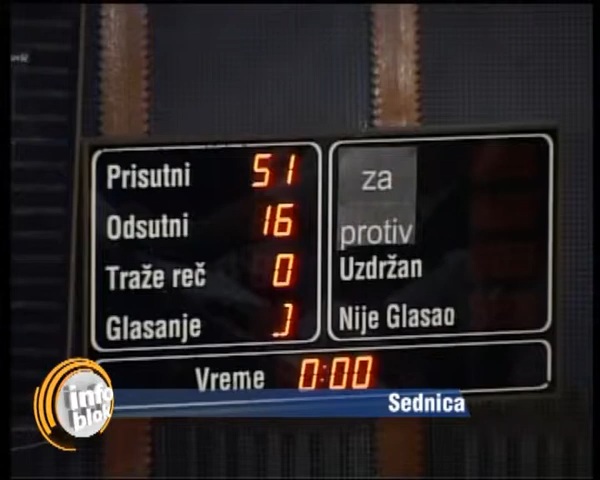 Prisutni 51
Odsutni 16
Traže reč 0
Glasanje
za
protiv
Uzdržan
Nije Glasao
Vreme 0:00
Sednica
info
blok